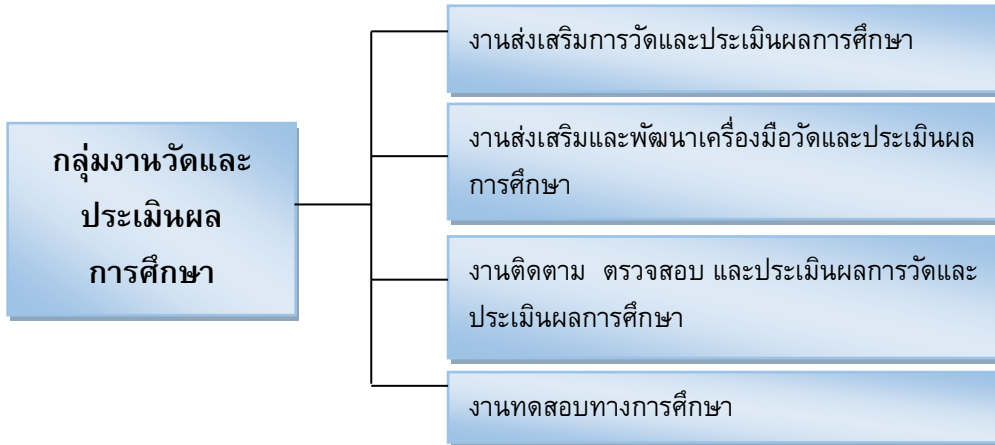 กลุ่มงานวัดและ
ประเมินผล
การศึกษา
งานส่งเสริมการวัดและประเมินผลการศึกษา
งานส่งเสริมและพัฒนาเครื่องมือวัดและประเมินผล
การศึกษา
งานติดตาม ตรวจสอบ และประเมินผลการวัดและ
ประเมินผลการศึกษา
งานทดสอบทางการศึกษา